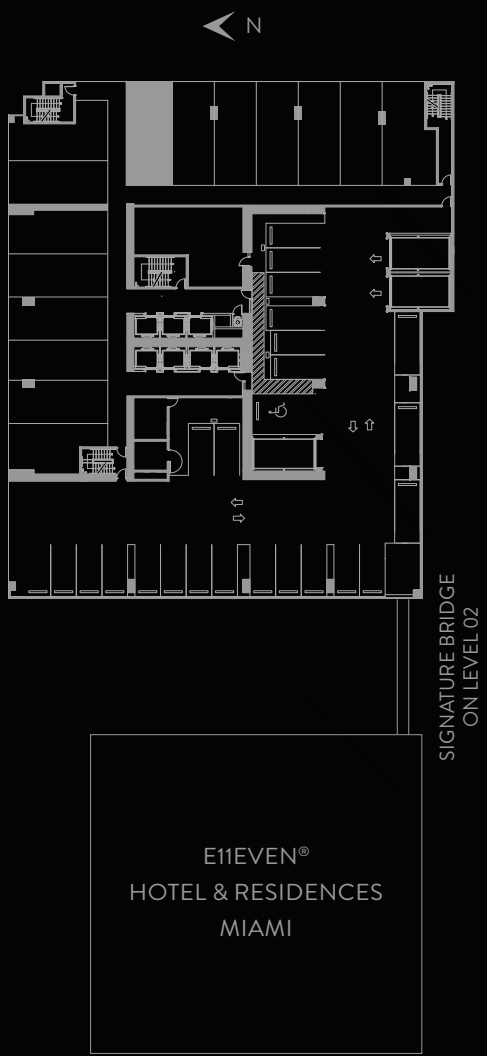 N
SIGNATURE BRIDGE
ON LEVEL 02
E11EVEN®
HOTEL & RESIDENCES
MIAMI